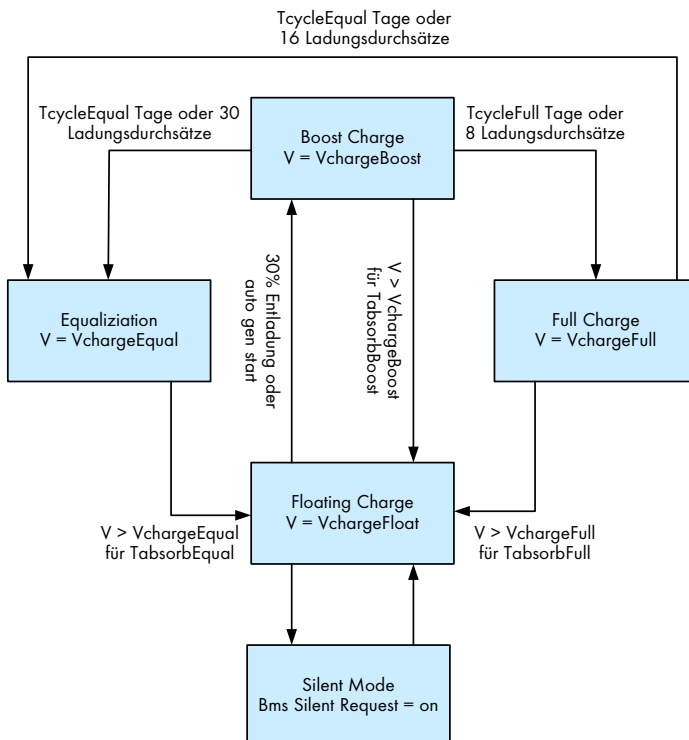 TcycleEqual Tage oder
16 Ladungsdurchsätze
TcycleEqual Tage oder 30
Ladungsdurchsätze
Boost Charge
V = VchargeBoost
TcycleFull Tage oder
8 Ladungsdurchsätze
Equaliziation
V = VchargeEqual
30% Entladung oder
auto gen start
V > VchargeBoost
für TabsorbBoost
Full Charge
V = VchargeFull
Floating Charge
V = VchargeFloat
V > VchargeEqual
für TabsorbEqual
V > VchargeFull
für TabsorbFull
Silent Mode
Bms Silent Request = on